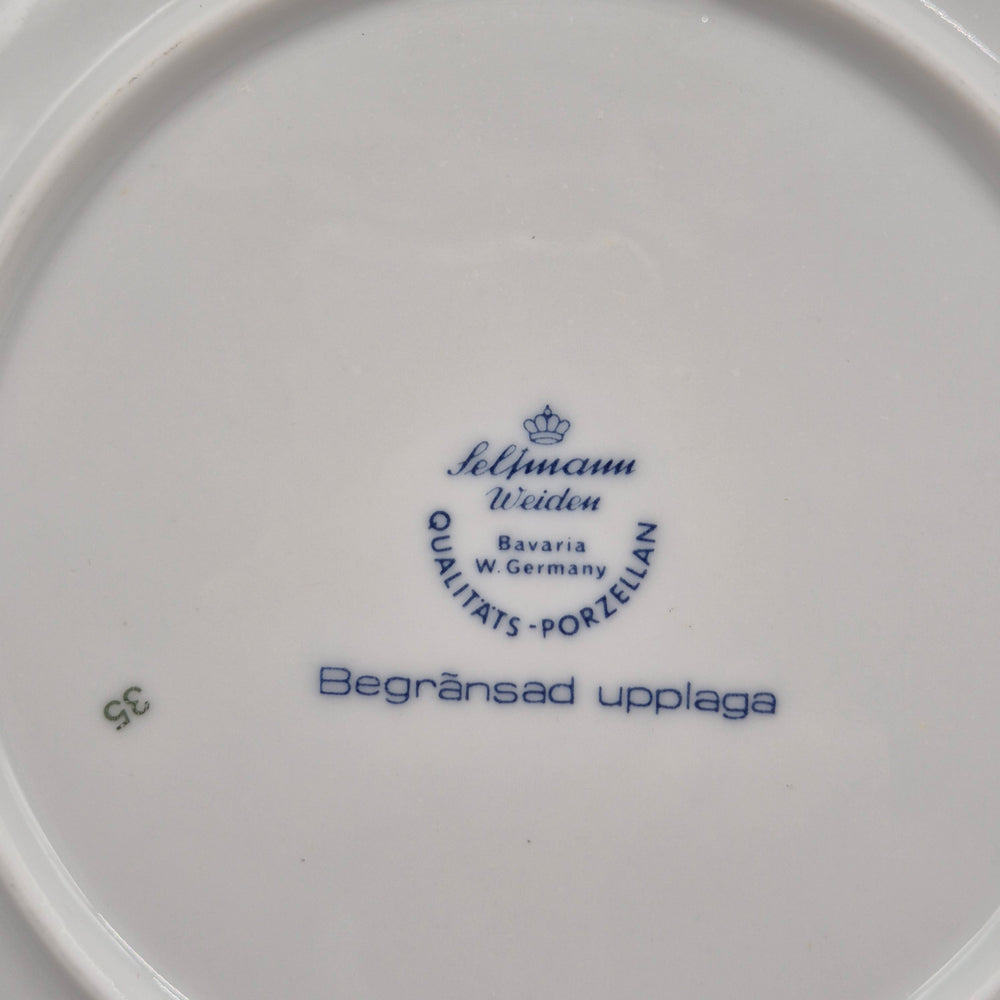 Seltmann
Weiden
Bavaria
W. Germany
QUALITÄTS - PORZELLAN
Begränsad upplaga
35